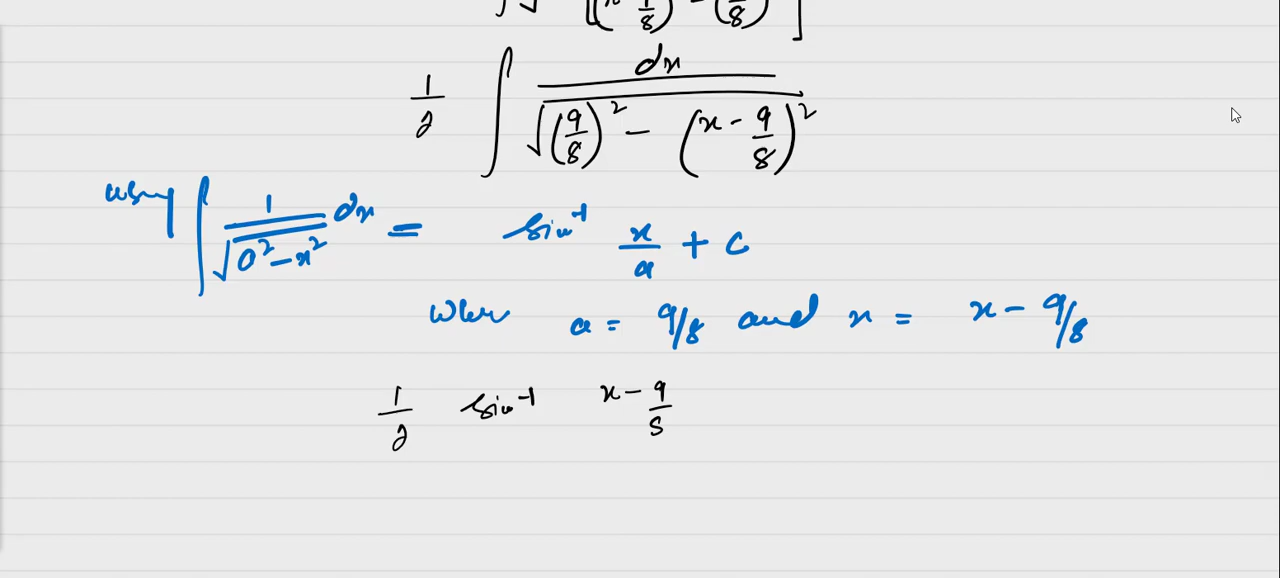 1/2 ∫ dx / √((9/8)² − (x − 9/8)²)
using ∫ 1/√(a² − x²) dx = sin⁻¹ x/a + C
where a = 9/8 and x = x − 9/8
1/2 sin⁻¹ x − 9/8